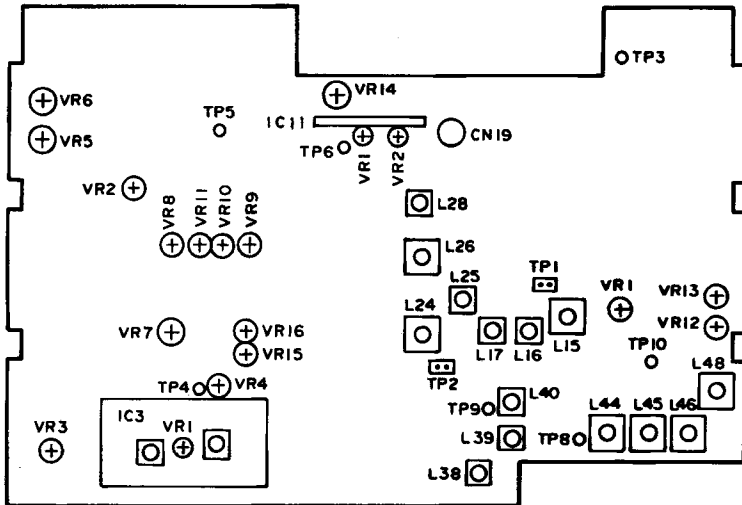 TP3
VR6
VR14
TP5
IC11
VR5
CN19
TP6
VR1
VR2
VR2
VR8
VR11
VR10
VR9
L28
L26
TP1
L25
VR1
VR13
L24
VR12
VR7
VR16
L17
L16
L15
VR15
TP10
TP2
L48
TP4
VR4
L40
TP9
L44
L45
L46
IC3
VR1
VR3
L39
TP8
L38